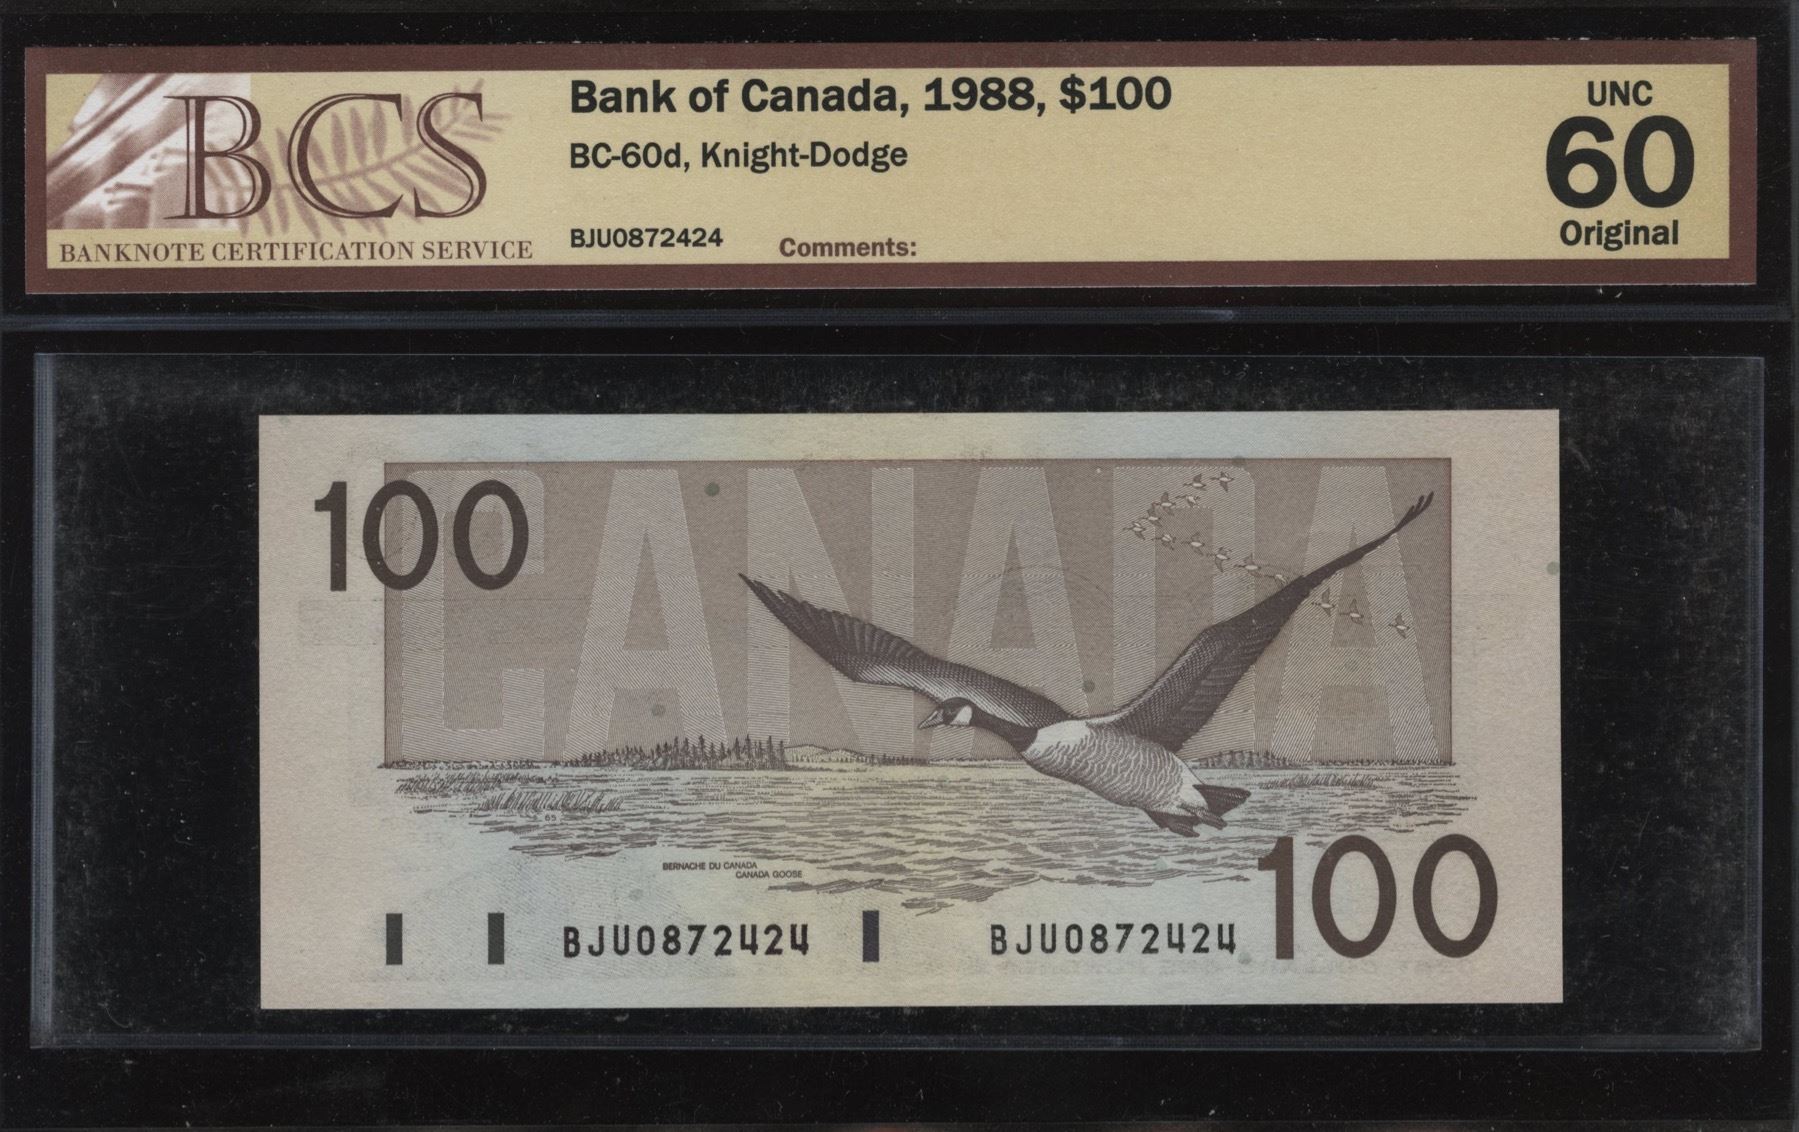 BCS
BANKNOTE CERTIFICATION SERVICE
Bank of Canada, 1988, $100
BC-60d, Knight-Dodge
BJU0872424
Comments:
UNC
60
Original
100
CANADA
65
BERNACHE DU CANADA
CANADA GOOSE
BJU0872424
BJU0872424
100